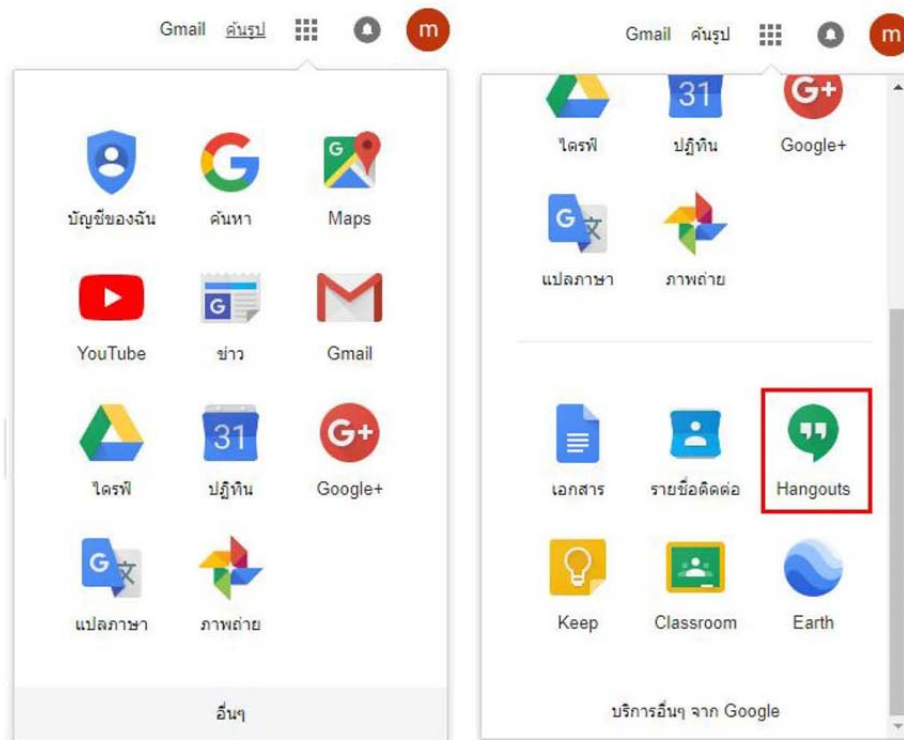 Gmail ค้นรูป m
บัญชีของฉัน ค้นหา Maps
YouTube ข่าว Gmail
31 G+
ไดรฟ์ ปฏิทิน Google+
G 文
แปลภาษา ภาพถ่าย
อื่นๆ
Gmail ค้นรูป m
31 G+
ไดรฟ์ ปฏิทิน Google+
G 文
แปลภาษา ภาพถ่าย
เอกสาร รายชื่อติดต่อ Hangouts
Keep Classroom Earth
บริการอื่นๆ จาก Google